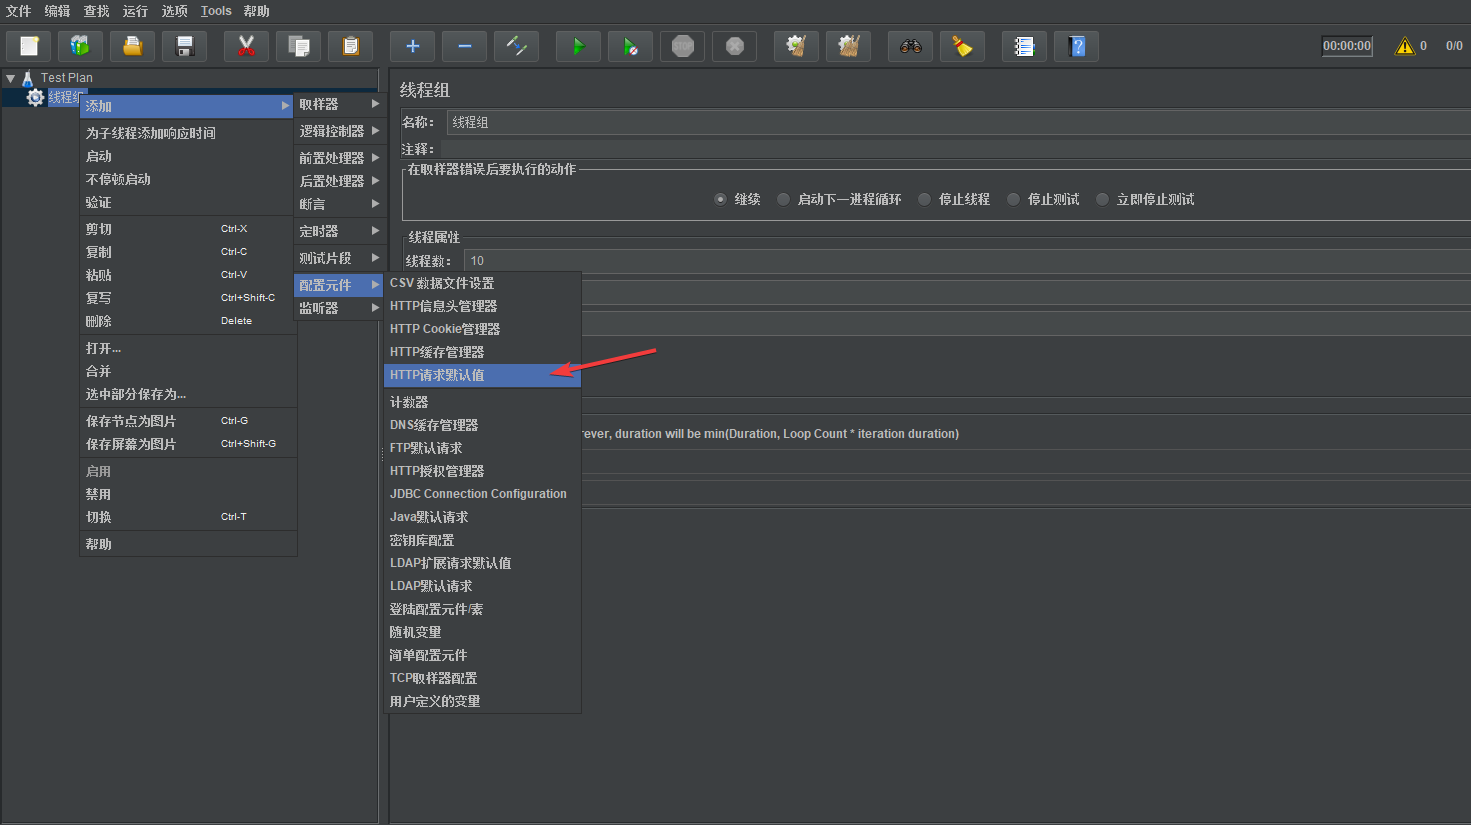 文件 编辑 查找 运行 选项 Tools 帮助
STOP
00:00:00 0 0/0
Test Plan
线程组
添加
为子线程添加响应时间
启动
不停顿启动
验证
剪切 Ctrl-X
复制 Ctrl-C
粘贴 Ctrl-V
复写 Ctrl+Shift-C
删除 Delete
打开...
合并
选中部分保存为...
保存节点为图片 Ctrl-G
保存屏幕为图片 Ctrl+Shift-G
启用
禁用
切换 Ctrl-T
帮助
取样器
逻辑控制器
前置处理器
后置处理器
断言
定时器
测试片段
配置元件
监听器
CSV 数据文件设置
HTTP信息头管理器
HTTP Cookie管理器
HTTP缓存管理器
HTTP请求默认值
计数器
DNS缓存管理器
FTP默认请求
HTTP授权管理器
JDBC Connection Configuration
Java默认请求
密钥库配置
LDAP扩展请求默认值
LDAP默认请求
登陆配置元件/素
随机变量
简单配置元件
TCP取样器配置
用户定义的变量
线程组
名称： 线程组
注释：
在取样器错误后要执行的动作
继续 启动下一进程循环 停止线程 停止测试 立即停止测试
线程属性
线程数： 10
ever, duration will be min(Duration, Loop Count * iteration duration)